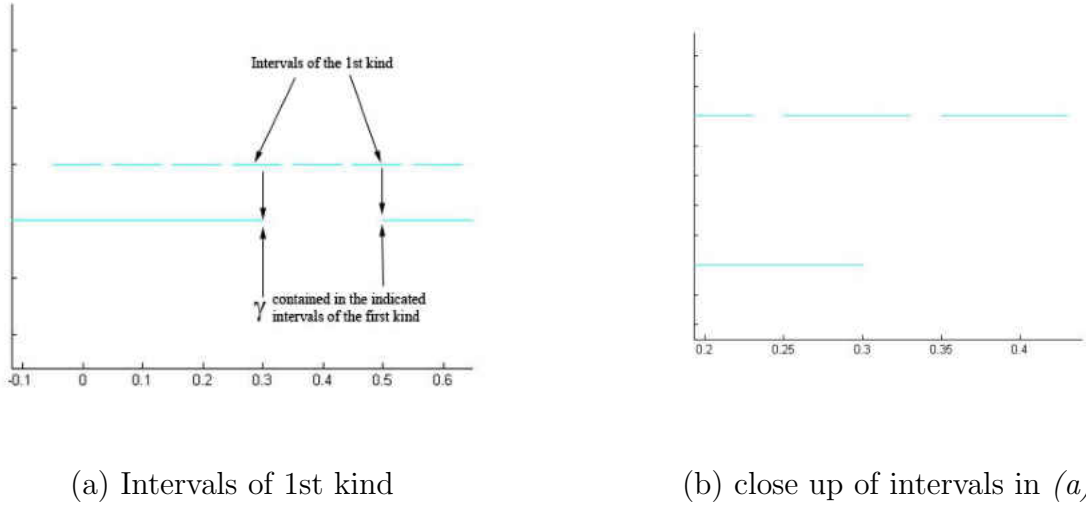 Intervals of the 1st kind
γ contained in the indicated
intervals of the first kind
-0.1 0 0.1 0.2 0.3 0.4 0.5 0.6
0.2 0.25 0.3 0.35 0.4
(a) Intervals of 1st kind
(b) close up of intervals in (a)